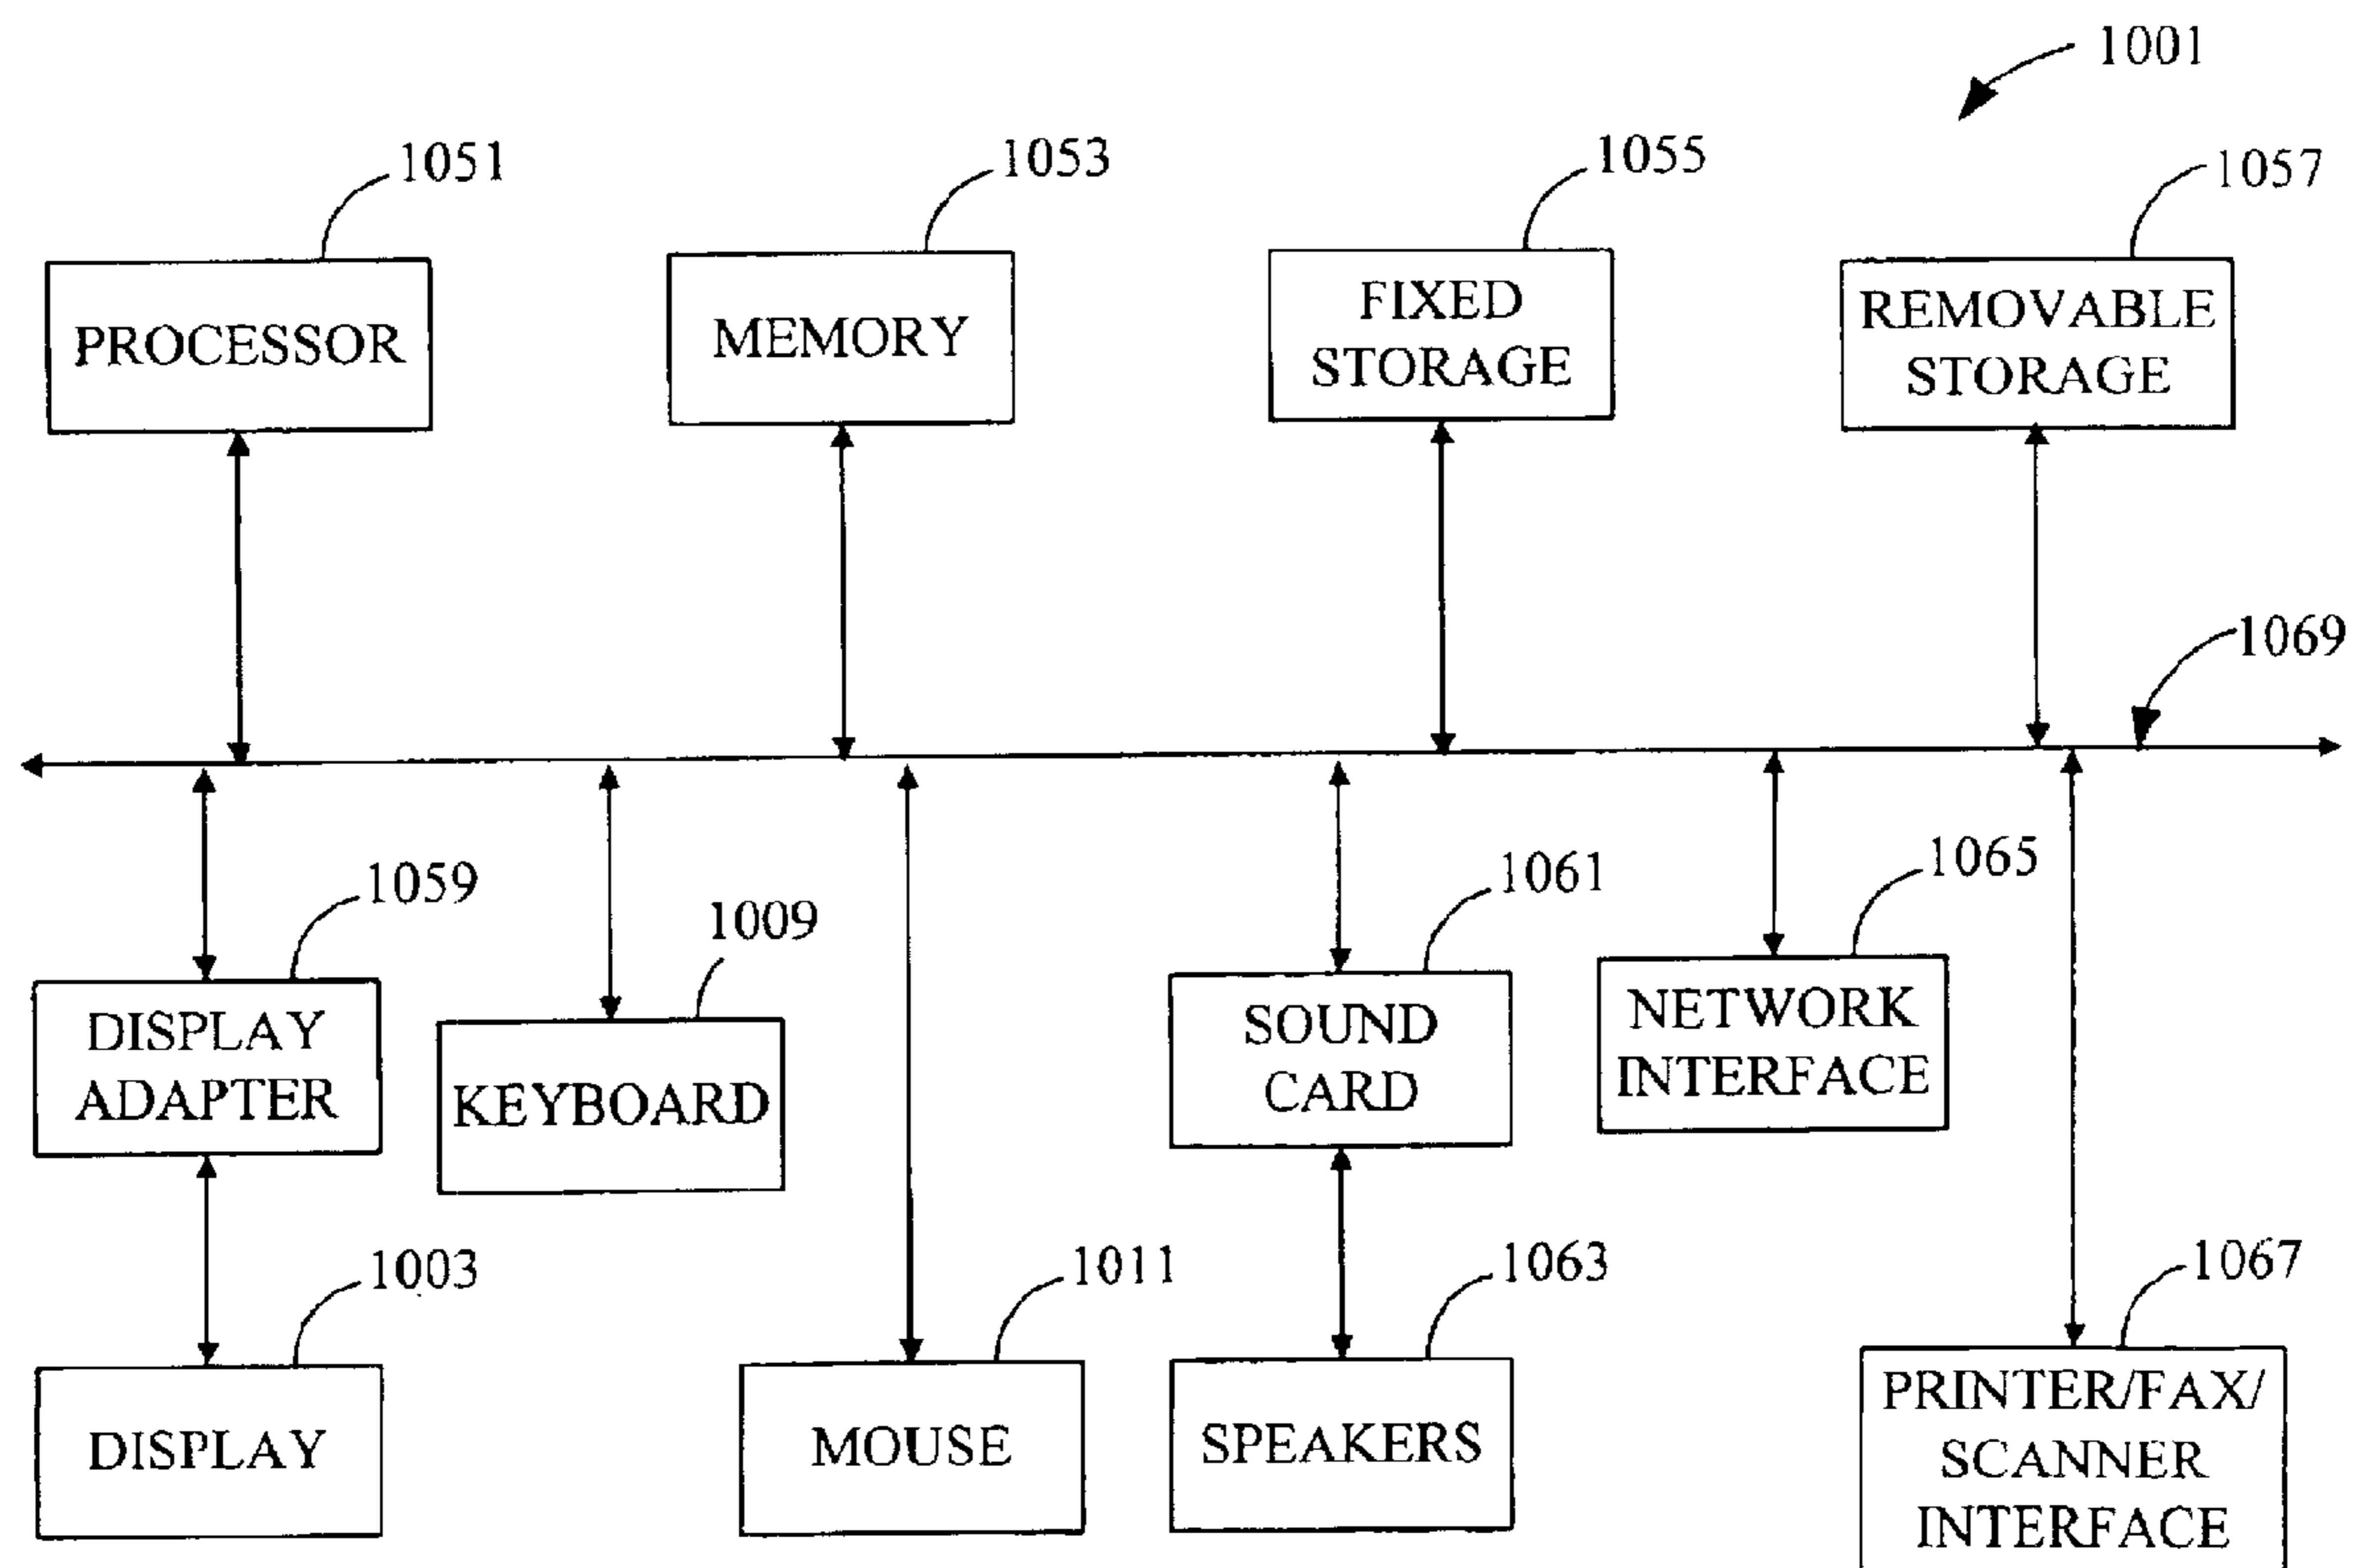 1001
1051
1053
1055
1057
PROCESSOR
MEMORY
FIXED
STORAGE
REMOVABLE
STORAGE
1069
1059
1009
1061
1065
DISPLAY
ADAPTER
KEYBOARD
SOUND
CARD
NETWORK
INTERFACE
1003
1011
1063
1067
DISPLAY
MOUSE
SPEAKERS
PRINTER/FAX/
SCANNER
INTERFACE